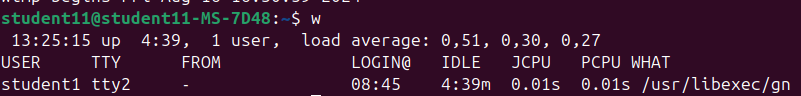 student11@student11-MS-7D48:~$ w
 13:25:15 up  4:39,  1 user,  load average: 0,51, 0,30, 0,27
USER     TTY      FROM             LOGIN@   IDLE   JCPU   PCPU WHAT
student1 tty2     -                08:45    4:39m  0.01s  0.01s /usr/libexec/gn